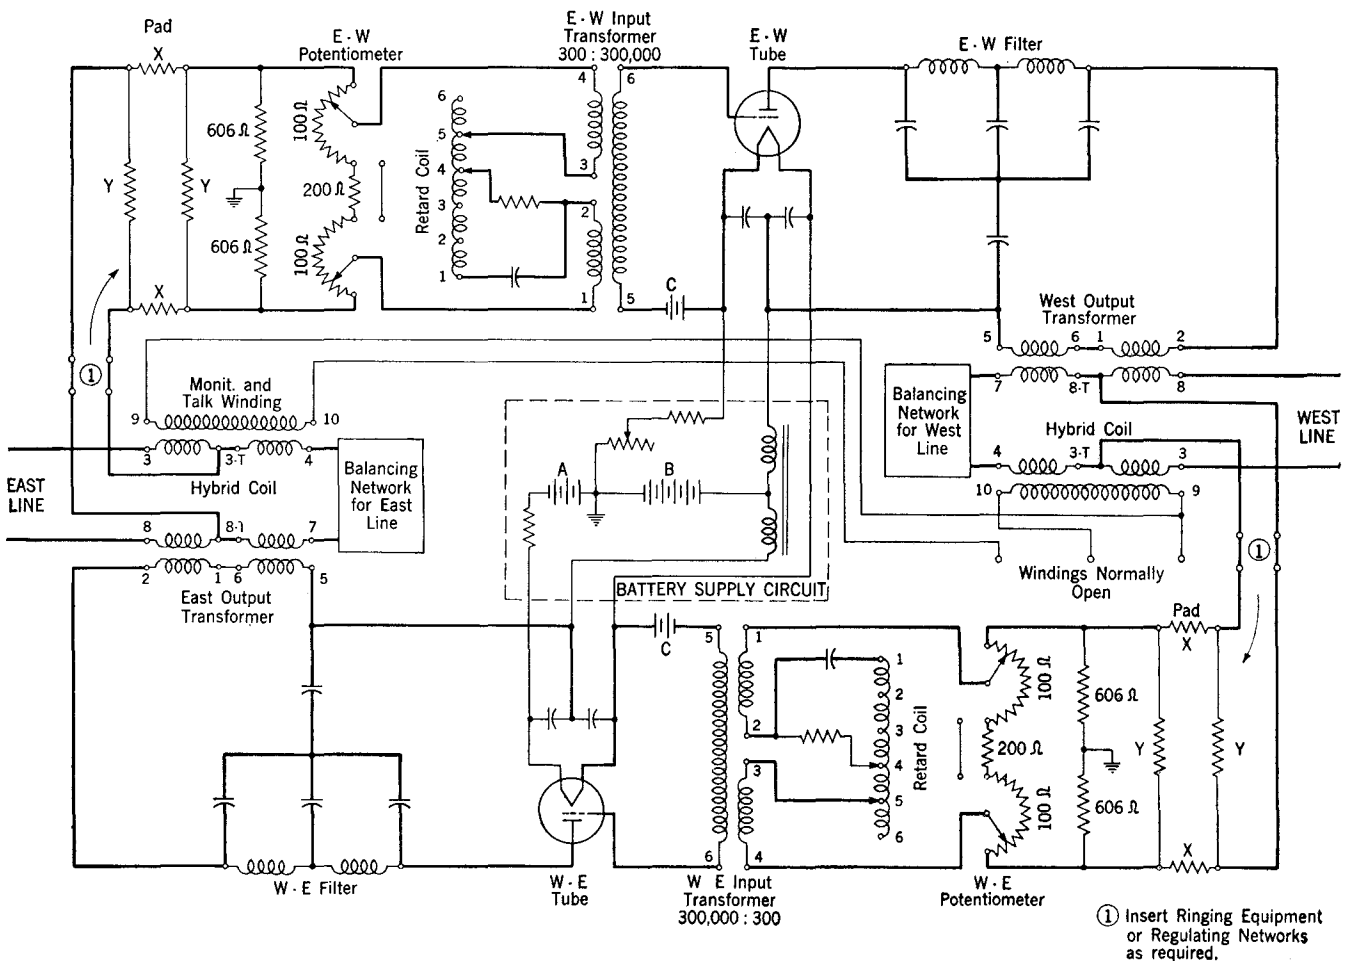 Pad
X
E-W
Potentiometer
E-W Input
Transformer
300 : 300,000
E-W
Tube
E-W Filter
4
6
606 Ω
100Ω
6
5
4
3
2
1
Retard Coil
3
2
1
5
Y
Y
200 Ω
606 Ω
100Ω
X
C
West Output
Transformer
5
6
1
2
7
8-T
8
①
Monit. and
Talk Winding
9
10
3
3-T
4
Hybrid Coil
EAST
LINE
Balancing
Network
for East
Line
8
8-1
7
2
1
6
5
East Output
Transformer
A
B
BATTERY SUPPLY CIRCUIT
Balancing
Network
for West
Line
Hybrid Coil
WEST
LINE
4
3-T
3
10
9
Windings Normally
Open
①
Pad
X
C
5
1
1
2
3
4
5
6
Retard Coil
2
3
6
4
100 Ω
200 Ω
100 Ω
606 Ω
606 Ω
Y
Y
X
W-E Filter
W-E
Tube
W E Input
Transformer
300,000 : 300
W-E
Potentiometer
① Insert Ringing Equipment
or Regulating Networks
as required.